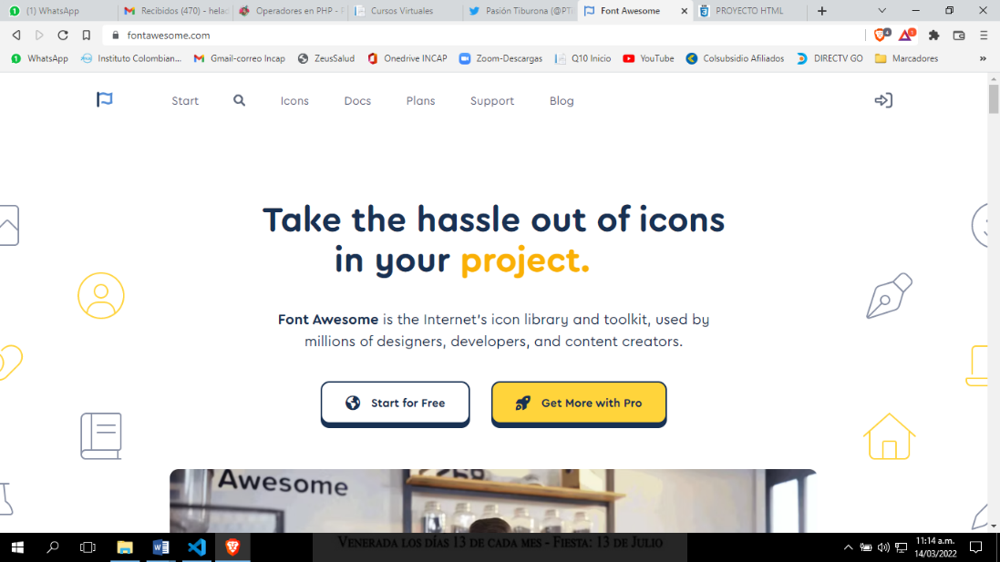 (1) WhatsApp
Recibidos (470) - helad
Operadores en PHP - P
Cursos Virtuales
Pasión Tiburona (@PTi
Font Awesome
PROYECTO HTML
fontawesome.com
4
1
WhatsApp
Instituto Colombian...
Gmail-correo Incap
ZeusSalud
Onedrive INCAP
Zoom-Descargas
Q10 Inicio
YouTube
Colsubsidio Afiliados
DIRECTV GO
Marcadores
»
Start
Icons
Docs
Plans
Support
Blog
Take the hassle out of icons
in your project.
Font Awesome is the Internet's icon library and toolkit, used by
millions of designers, developers, and content creators.
Start for Free
Get More with Pro
Awesome
Venerada los días 13 de cada mes - Fiesta: 13 de Julio
11:14 a.m.
14/03/2022